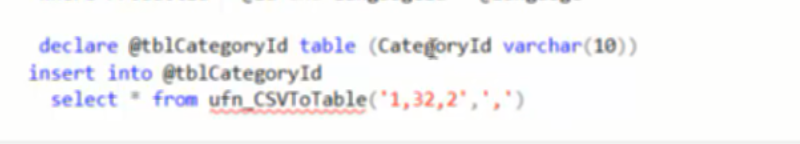 declare @tblCategoryId table (CategoryId varchar(10))
insert into @tblCategoryId
select * from ufn_CSVToTable('1,32,2',',')